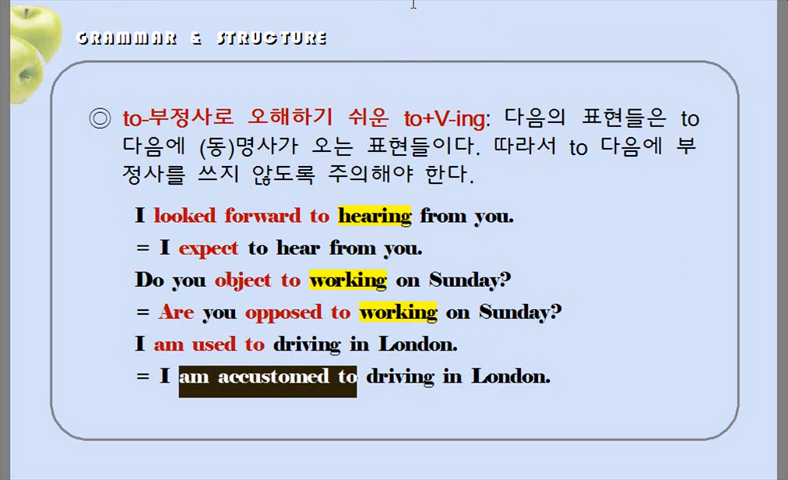 GRAMMAR & STRUCTURE
◎ to-부정사로 오해하기 쉬운 to+V-ing: 다음의 표현들은 to
다음에 (동)명사가 오는 표현들이다. 따라서 to 다음에 부
정사를 쓰지 않도록 주의해야 한다.
I looked forward to hearing from you.
= I expect to hear from you.
Do you object to working on Sunday?
= Are you opposed to working on Sunday?
I am used to driving in London.
= I am accustomed to driving in London.